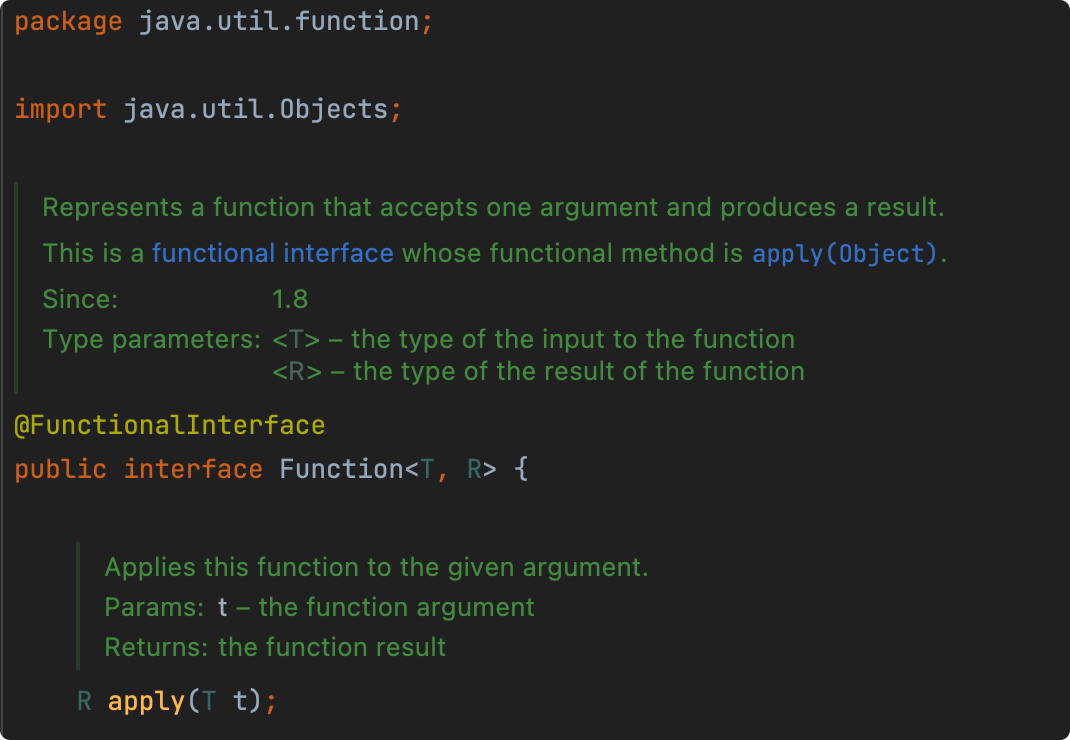 package java.util.function;
import java.util.Objects;
Represents a function that accepts one argument and produces a result.
This is a functional interface whose functional method is apply(Object).
Since: 1.8
Type parameters: <T> – the type of the input to the function
<R> – the type of the result of the function
@FunctionalInterface
public interface Function<T, R> {
Applies this function to the given argument.
Params: t – the function argument
Returns: the function result
R apply(T t);